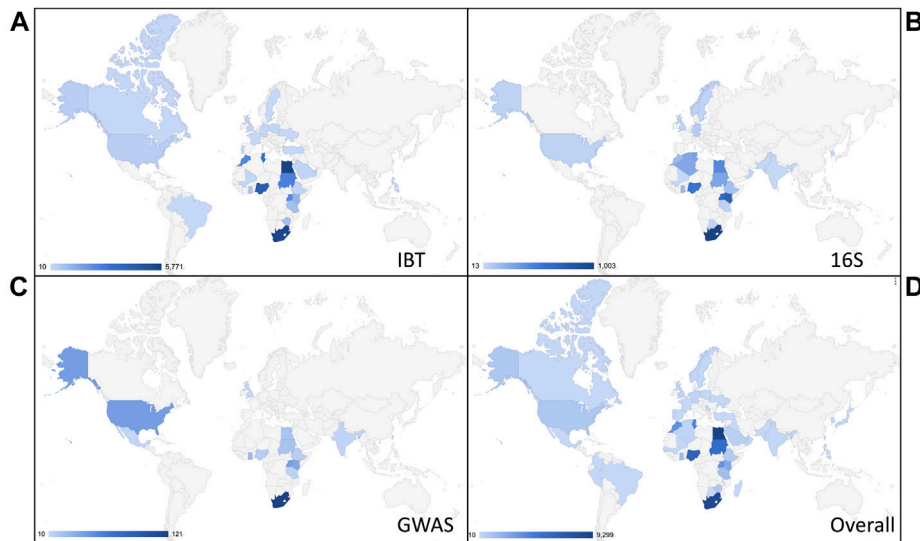 A
B
10
5,771
IBT
13
1,003
16S
C
D
10
121
GWAS
10
9,299
Overall